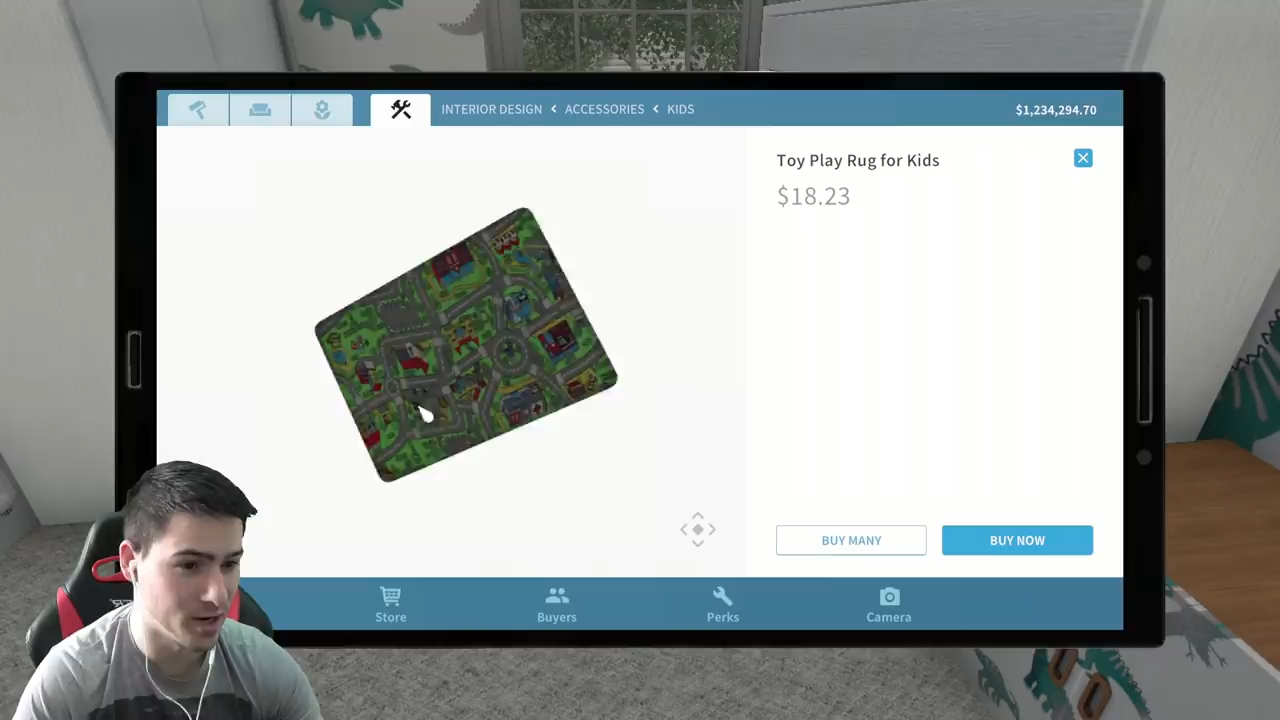 INTERIOR DESIGN < ACCESSORIES < KIDS
$1,234,294.70
Toy Play Rug for Kids
$18.23
BUY MANY
BUY NOW
Store
Buyers
Perks
Camera